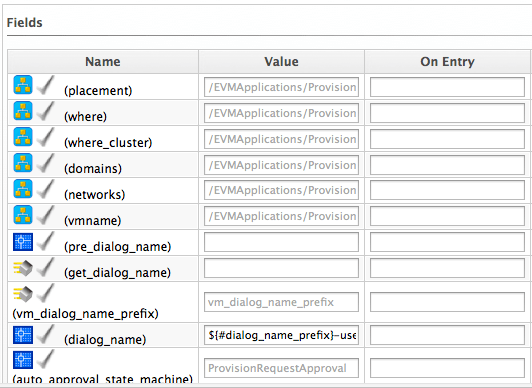 Fields
Name Value On Entry
(placement) /EVMApplications/Provision
(where) /EVMApplications/Provision
(where_cluster) /EVMApplications/Provision
(domains) /EVMApplications/Provision
(networks) /EVMApplications/Provision
(vmname) /EVMApplications/Provision
(pre_dialog_name)
(get_dialog_name)
(vm_dialog_name_prefix) vm_dialog_name_prefix
(dialog_name) ${#dialog_name_prefix}-use
(auto_approval_state_machine) ProvisionRequestApproval